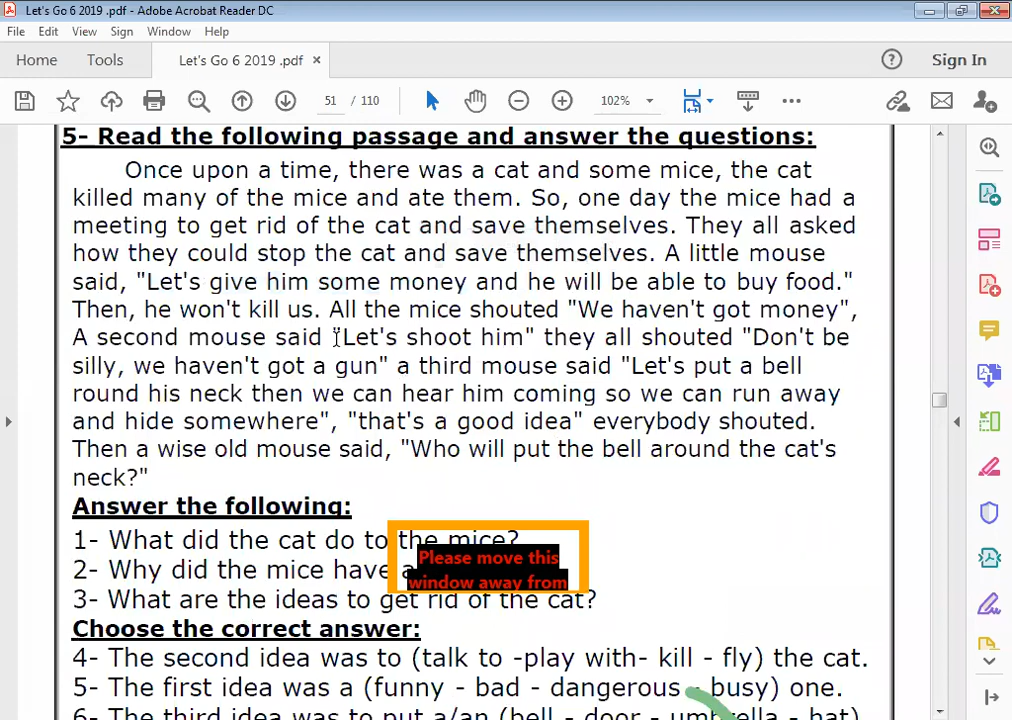 Let's Go 6 2019 .pdf - Adobe Acrobat Reader DC
File Edit View Sign Window Help
Home Tools Let's Go 6 2019 .pdf × Sign In
51 / 110 102%
5- Read the following passage and answer the questions:
Once upon a time, there was a cat and some mice, the cat
killed many of the mice and ate them. So, one day the mice had a
meeting to get rid of the cat and save themselves. They all asked
how they could stop the cat and save themselves. A little mouse
said, "Let's give him some money and he will be able to buy food."
Then, he won't kill us. All the mice shouted "We haven't got money",
A second mouse said "Let's shoot him" they all shouted "Don't be
silly, we haven't got a gun" a third mouse said "Let's put a bell
round his neck then we can hear him coming so we can run away
and hide somewhere", "that's a good idea" everybody shouted.
Then a wise old mouse said, "Who will put the bell around the cat's
neck?"
Answer the following:
1- What did the cat do to the mice?
2- Why did the mice have a
Please move this
window away from
3- What are the ideas to get rid of the cat?
Choose the correct answer:
4- The second idea was to (talk to -play with- kill - fly) the cat.
5- The first idea was a (funny - bad - dangerous - busy) one.
6- The third idea was to put a/an (bell - door - umbrella - hat)